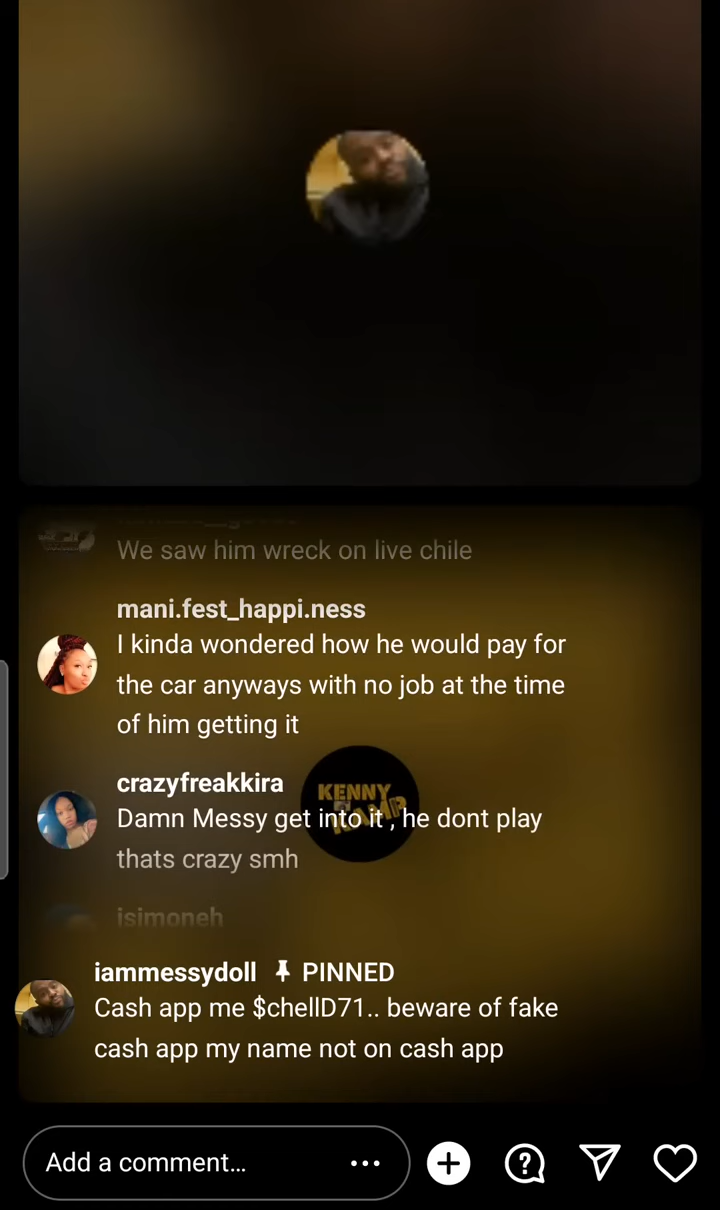 We saw him wreck on live chile
mani.fest_happi.ness
I kinda wondered how he would pay for
the car anyways with no job at the time
of him getting it
crazyfreakkira
KENNY
Damn Messy get into it , he dont play
KAMP
thats crazy smh
isimoneh
iammessydoll PINNED
Cash app me $chellD71.. beware of fake
cash app my name not on cash app
Add a comment...